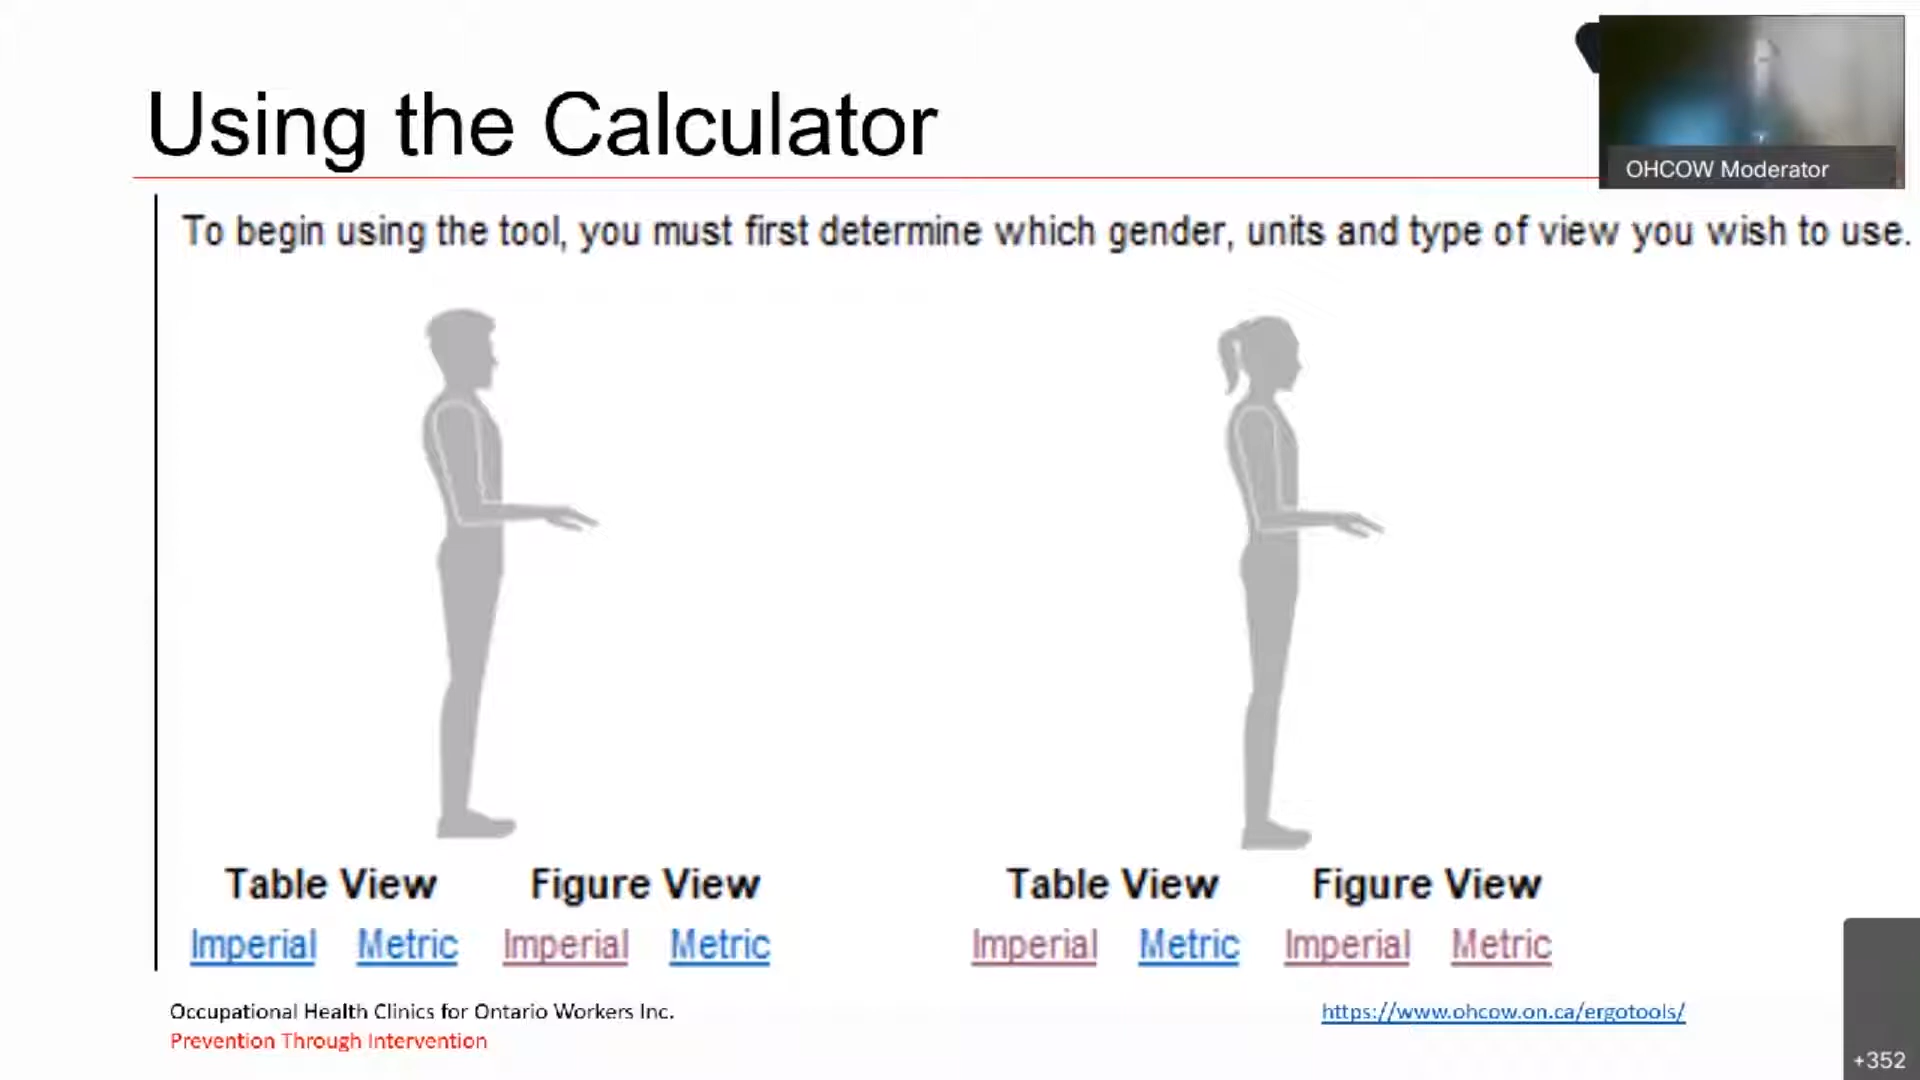 Using the Calculator
OHCOW Moderator
To begin using the tool, you must first determine which gender, units and type of view you wish to use.
Table View Figure View Table View Figure View
Imperial Metric Imperial Metric Imperial Metric Imperial Metric
Occupational Health Clinics for Ontario Workers Inc.
https://www.ohcow.on.ca/ergotools/
Prevention Through Intervention
+352